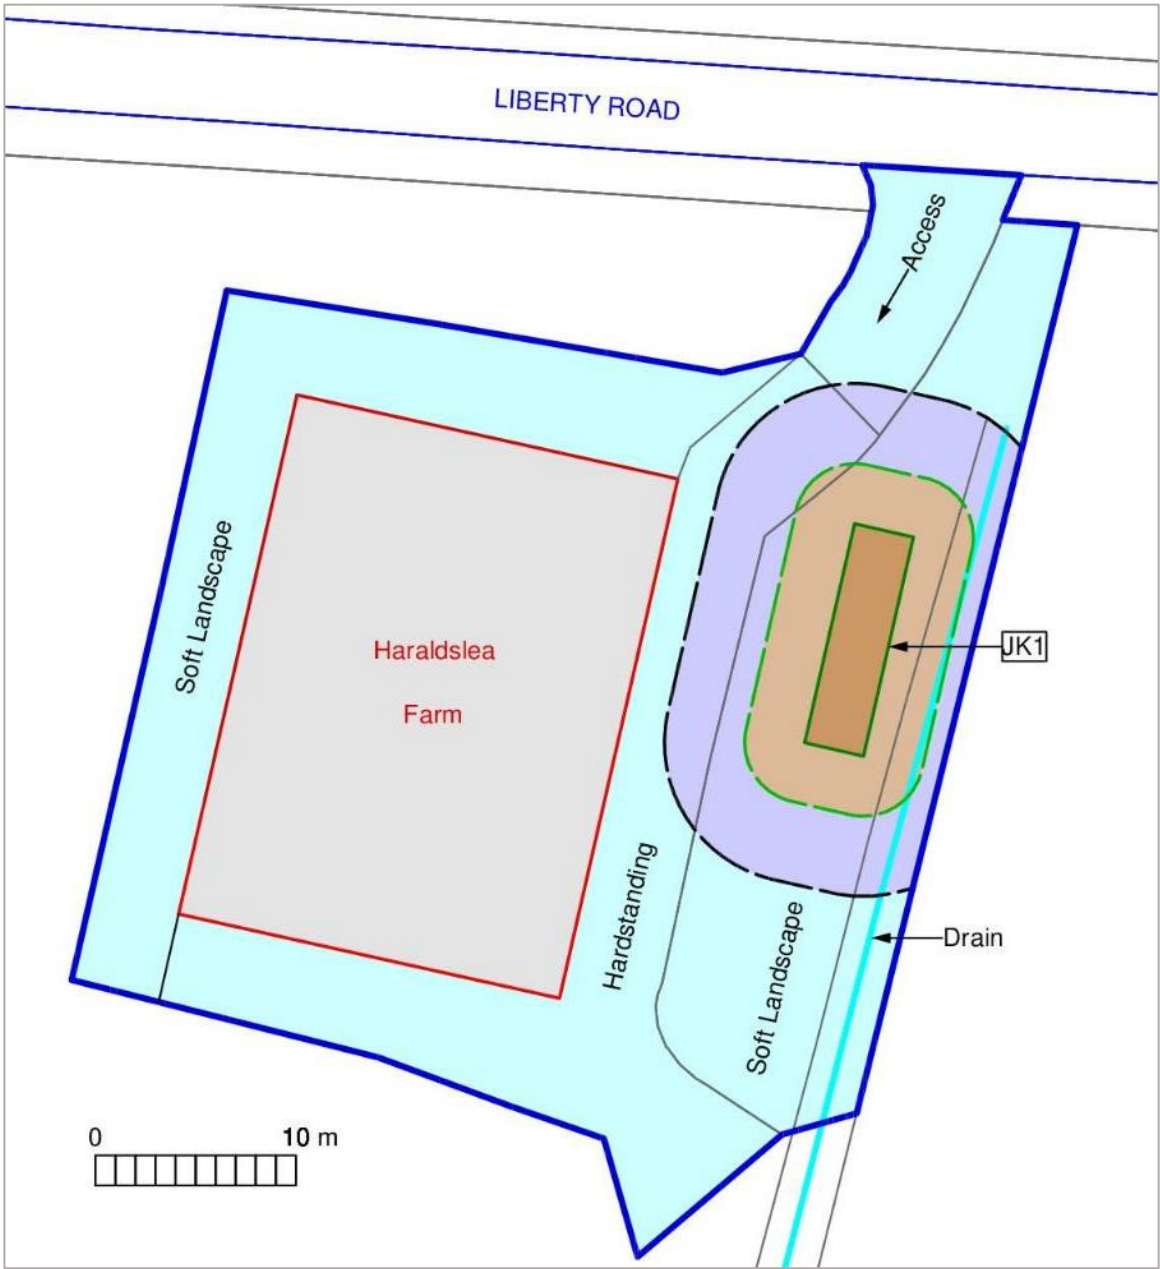 LIBERTY ROAD
Access
Soft Landscape
Haraldslea
Farm
JK1
Hardstanding
Soft Landscape
Drain
0 10 m